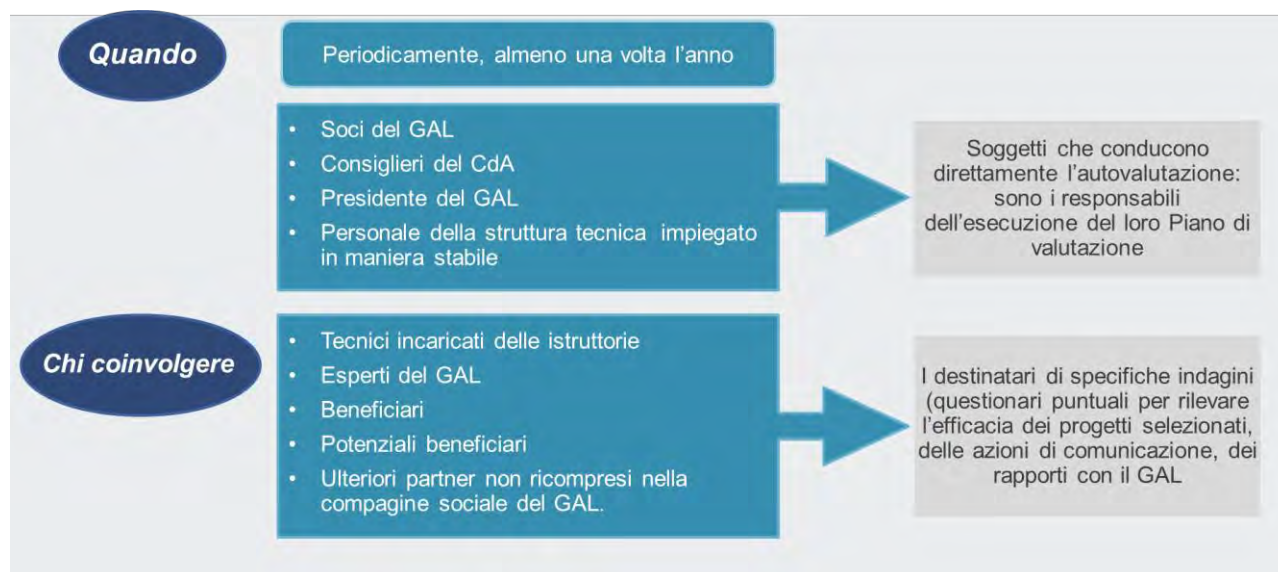 Quando
Periodicamente, almeno una volta l'anno
• Soci del GAL
• Consiglieri del CdA
• Presidente del GAL
• Personale della struttura tecnica impiegato
in maniera stabile
Soggetti che conducono
direttamente l'autovalutazione:
sono i responsabili
dell'esecuzione del loro Piano di
valutazione
Chi coinvolgere
• Tecnici incaricati delle istruttorie
• Esperti del GAL
• Beneficiari
• Potenziali beneficiari
• Ulteriori partner non ricompresi nella
compagine sociale del GAL.
I destinatari di specifiche indagini
(questionari puntuali per rilevare
l'efficacia dei progetti selezionati,
delle azioni di comunicazione, dei
rapporti con il GAL